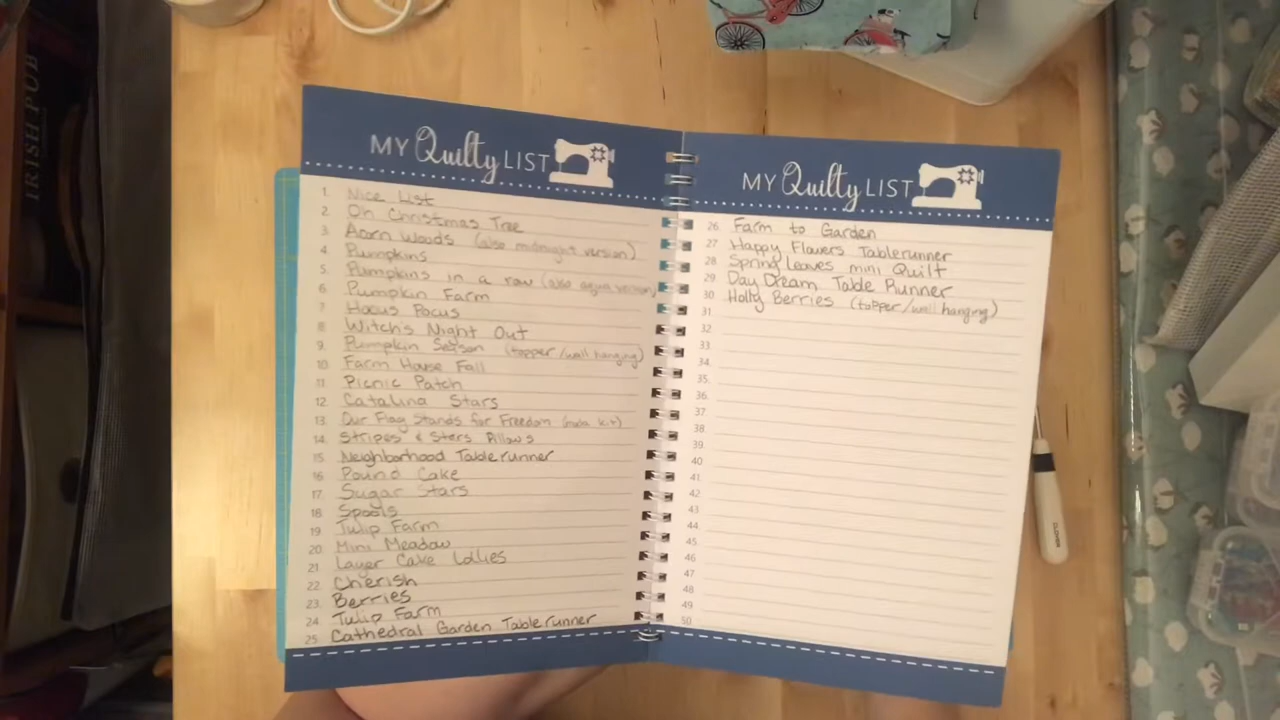 IRISH PUB
MY Quilty LIST
1. Nice List
2. Oh Christmas Tree
3. Acorn Woods (also midnight version)
4. Pumpkins
5. Pumpkins in a row (also aqua version)
6. Pumpkin Farm
7. Hocus Pocus
8. Witch's Night Out
9. Pumpkin Season (topper/wall hanging)
10. Farm House Fall
11. Picnic Patch
12. Catalina Stars
13. Our Flag Stands for Freedom (kit)
14. Stripes & Stars Pillows
15. Neighborhood Tablerunner
16. Pound Cake
17. Sugar Stars
18. Spools
19. Tulip Farm
20. Mini Meadow
21. Layer Cake Lollies
22. Cherish
23. Berries
24. Tulip Farm
25. Cathedral Garden Tablerunner
MY Quilty LIST
26. Farm to Garden
27. Happy Flowers Tablerunner
28. Spring Leaves mini Quilt
29. Day Dream Table Runner
30. Holly Berries (topper/wall hanging)
31.
32.
33.
34.
35.
36.
37.
38.
39.
40.
41.
42.
43.
44.
45.
46.
47.
48.
49.
50.
CLOVER